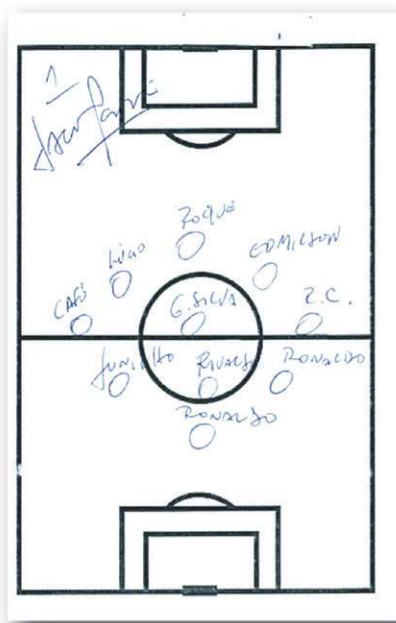 1
ROQUE
LÚCIO
EDMILSON
CAFÚ
G. SILVA
R.C.
JUNINHO
RIVALDO
RONALDO
RONALDO